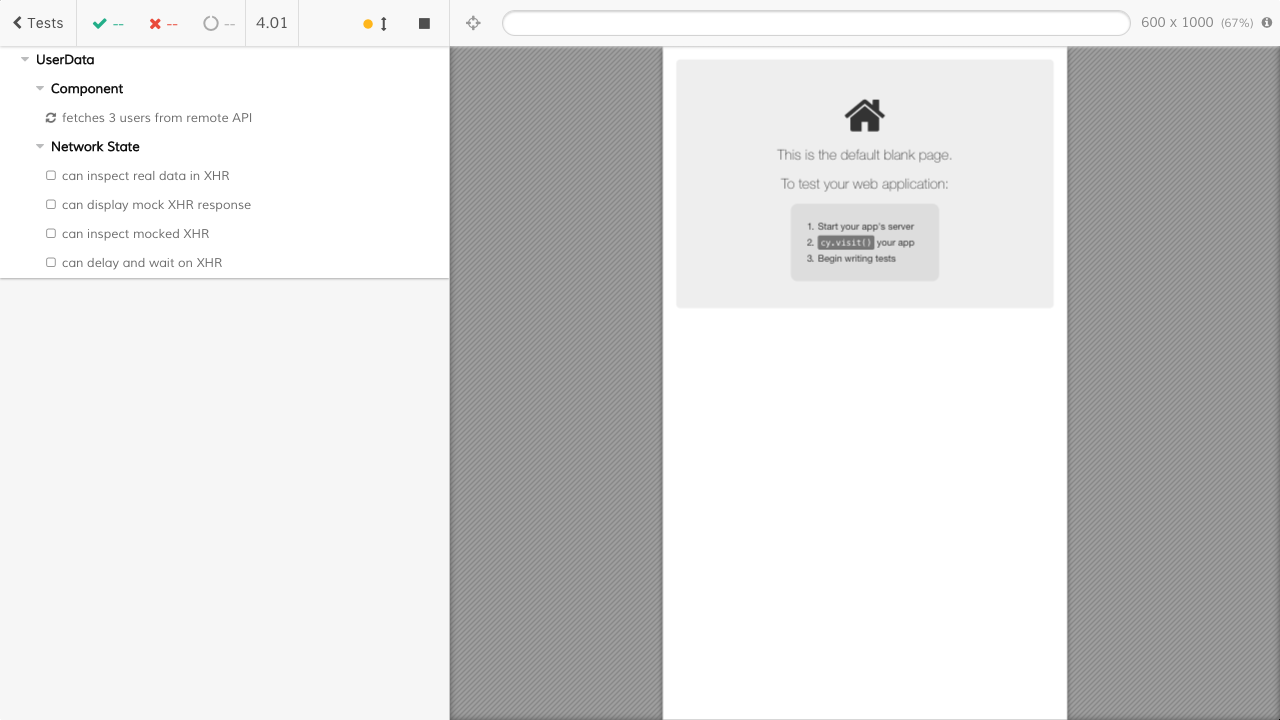 Tests
--
--
--
4.01
600 x 1000 (67%)
UserData
Component
fetches 3 users from remote API
Network State
can inspect real data in XHR
can display mock XHR response
can inspect mocked XHR
can delay and wait on XHR
This is the default blank page.
To test your web application:
1. Start your app's server
2. cy.visit() your app
3. Begin writing tests